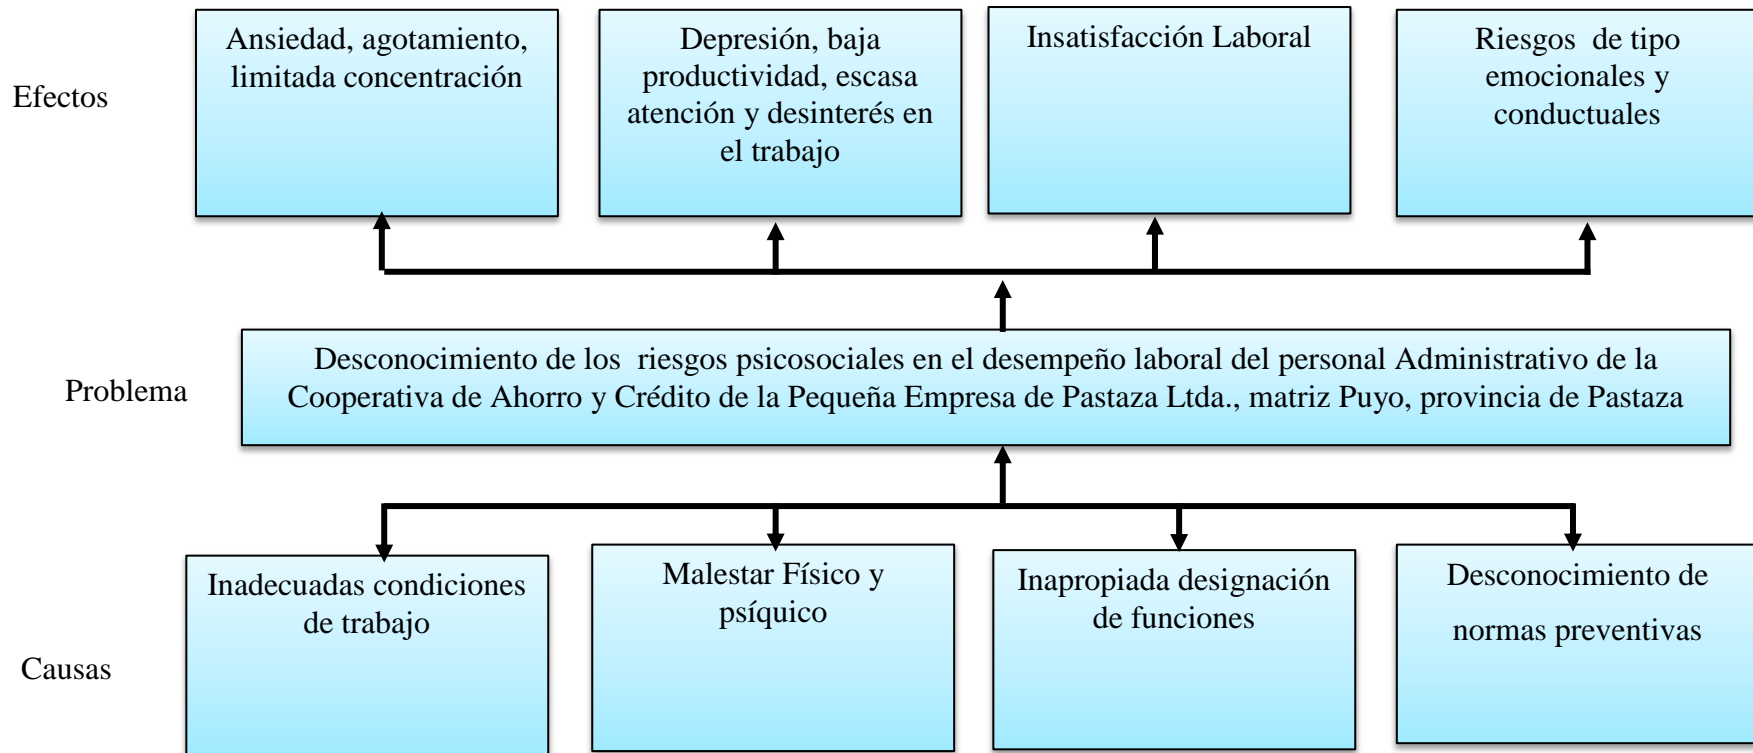 Efectos
Ansiedad, agotamiento,
limitada concentración
Depresión, baja
productividad, escasa
atención y desinterés en
el trabajo
Insatisfacción Laboral
Riesgos de tipo
emocionales y
conductuales
Problema
Desconocimiento de los riesgos psicosociales en el desempeño laboral del personal Administrativo de la
Cooperativa de Ahorro y Crédito de la Pequeña Empresa de Pastaza Ltda., matriz Puyo, provincia de Pastaza
Causas
Inadecuadas condiciones
de trabajo
Malestar Físico y
psíquico
Inapropiada designación
de funciones
Desconocimiento de
normas preventivas